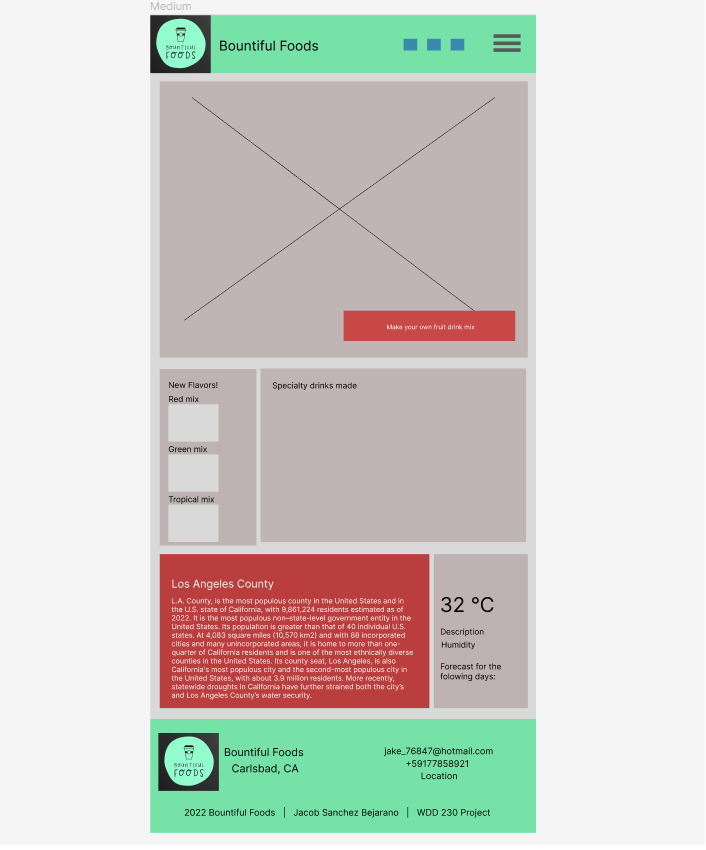 Medium
BOUNTIFUL
FOODS
Bountiful Foods
Make your own fruit drink mix
New Flavors!
Red mix
Green mix
Tropical mix
Specialty drinks made
Los Angeles County
L.A. County, is the most populous county in the United States and in
the U.S. state of California, with 9,861,224 residents estimated as of
2022. It is the most populous non–state-level government entity in the
United States. Its population is greater than that of 40 individual U.S.
states. At 4,083 square miles (10,570 km2) and with 88 incorporated
cities and many unincorporated areas, it is home to more than one-
quarter of California residents and is one of the most ethnically diverse
counties in the United States. Its county seat, Los Angeles, is also
California's most populous city and the second-most populous city in
the United States, with about 3.9 million residents. More recently,
statewide droughts in California have further strained both the city's
and Los Angeles County's water security.
32 °C
Description
Humidity
Forecast for the
folowing days:
BOUNTIFUL
FOODS
Bountiful Foods
Carlsbad, CA
jake_76847@hotmail.com
+59177858921
Location
2022 Bountiful Foods | Jacob Sanchez Bejarano | WDD 230 Project